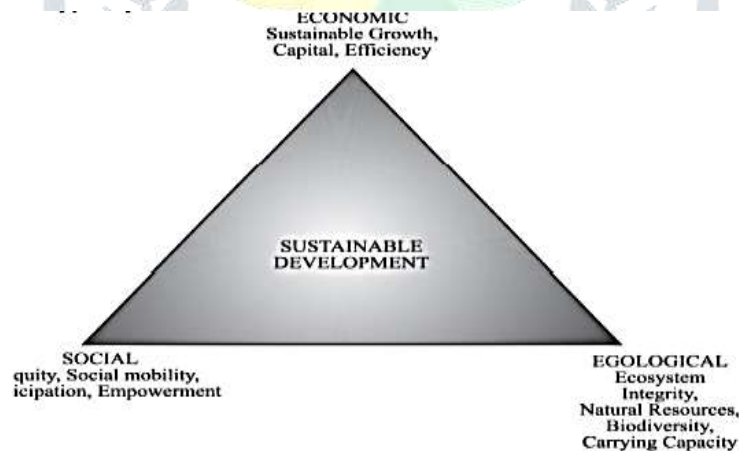 ECONOMIC
Sustainable Growth,
Capital, Efficiency
SUSTAINABLE
DEVELOPMENT
SOCIAL
quity, Social mobility,
icipation, Empowerment
EGOLOGICAL
Ecosystem
Integrity,
Natural Resources,
Biodiversity,
Carrying Capacity